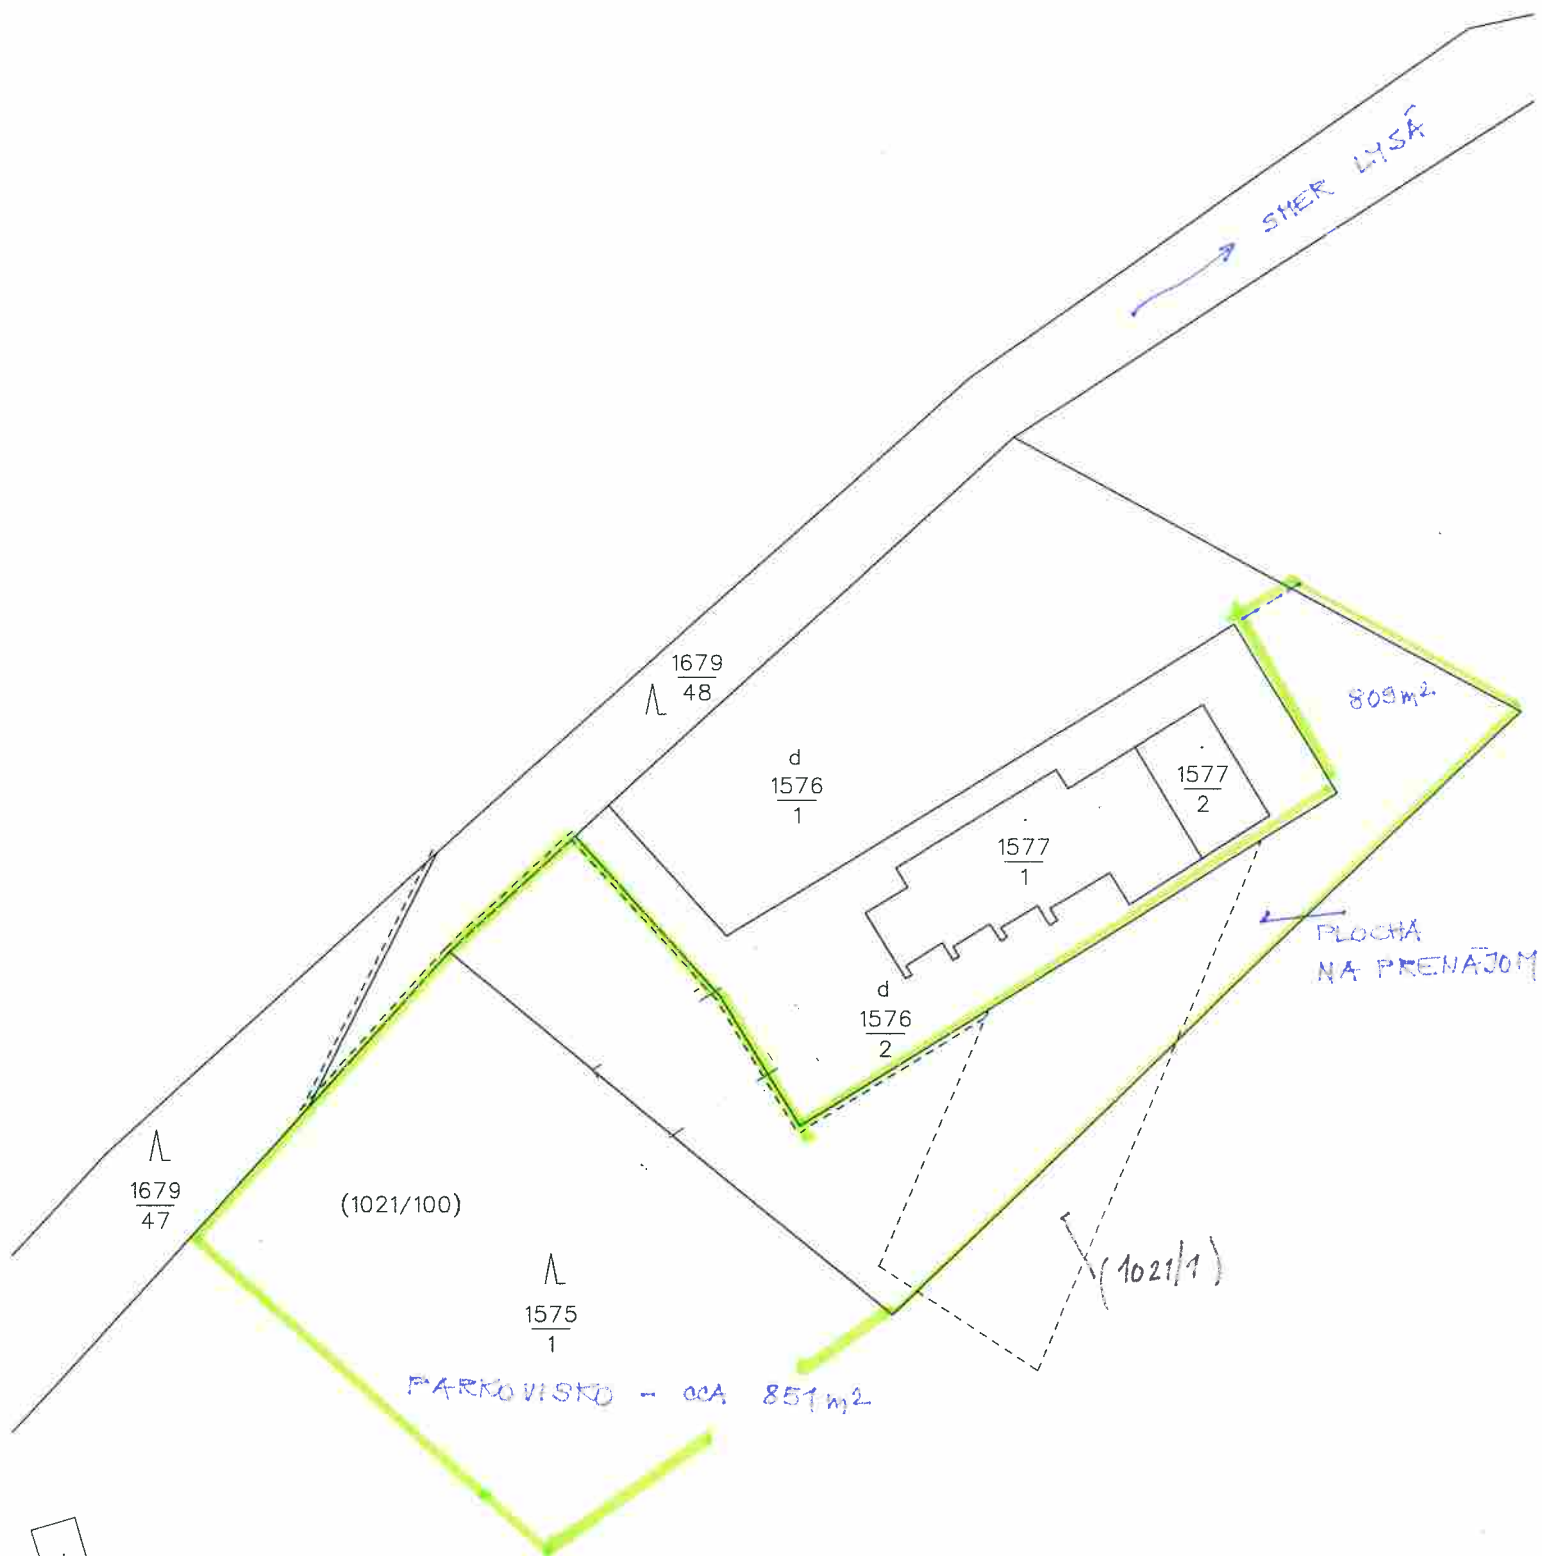 SMER LYSÁ
1679
48
809m2
d
1576
1
1577
2
1577
1
PLOCHA
NA PRENÁJOM
d
1576
2
1679
47
(1021/100)
(1021/1)
1575
1
PARKOVISKO - CCA 851m2